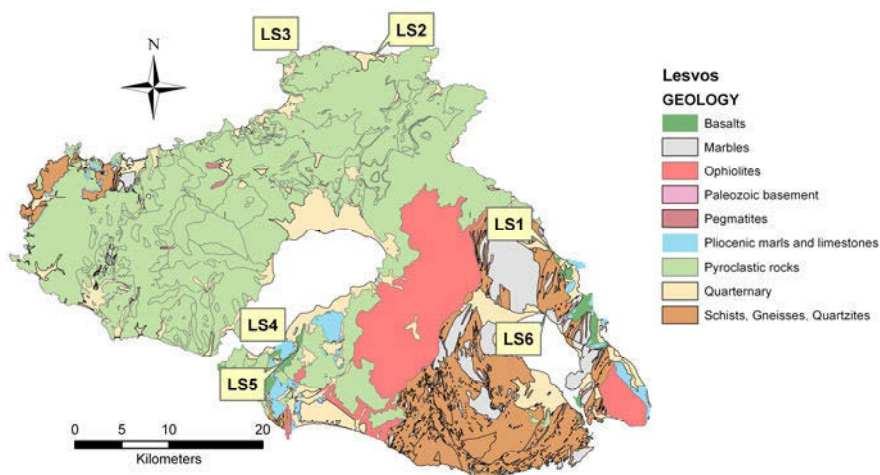 LS3
LS2
N
LS1
LS4
LS6
LS5
0 5 10 20
Kilometers
Lesvos
GEOLOGY
Basalts
Marbles
Ophiolites
Paleozoic basement
Pegmatites
Pliocenic marls and limestones
Pyroclastic rocks
Quarternary
Schists, Gneisses, Quartzites